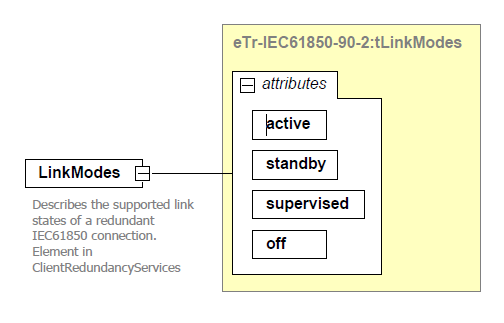 eTr-IEC61850-90-2:tLinkModes
attributes
active
standby
supervised
off
LinkModes
Describes the supported link
states of a redundant
IEC61850 connection.
Element in
ClientRedundancyServices